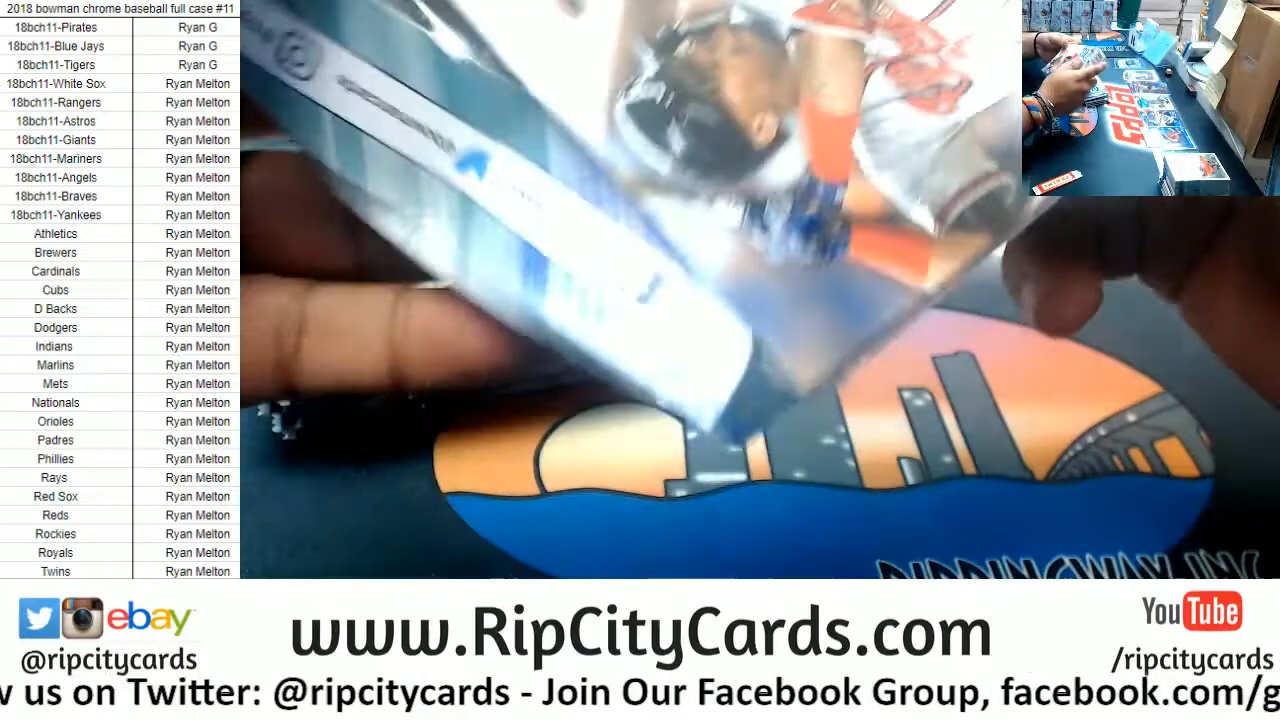 2018 bowman chrome baseball full case #11
18bch11-Pirates Ryan G
18bch11-Blue Jays Ryan G
18bch11-Tigers Ryan G
18bch11-White Sox Ryan Melton
18bch11-Rangers Ryan Melton
18bch11-Astros Ryan Melton
18bch11-Giants Ryan Melton
18bch11-Mariners Ryan Melton
18bch11-Angels Ryan Melton
18bch11-Braves Ryan Melton
18bch11-Yankees Ryan Melton
Athletics Ryan Melton
Brewers Ryan Melton
Cardinals Ryan Melton
Cubs Ryan Melton
D Backs Ryan Melton
Dodgers Ryan Melton
Indians Ryan Melton
Marlins Ryan Melton
Mets Ryan Melton
Nationals Ryan Melton
Orioles Ryan Melton
Padres Ryan Melton
Phillies Ryan Melton
Rays Ryan Melton
Red Sox Ryan Melton
Reds Ryan Melton
Rockies Ryan Melton
Royals Ryan Melton
Twins Ryan Melton
topps
ebay
@ripcitycards
www.RipCityCards.com
YouTube
/ripcitycards
w us on Twitter: @ripcitycards - Join Our Facebook Group, facebook.com/g